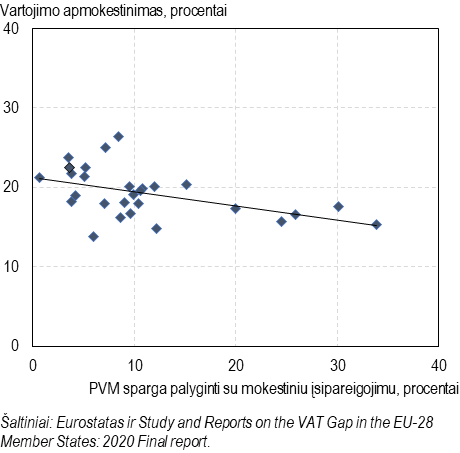 Vartojimo apmokestinimas, procentai
40
30
20
10
0
0 10 20 30 40
PVM sparga palyginti su mokestiniu įsipareigojimu, procentai
Šaltiniai: Eurostatas ir Study and Reports on the VAT Gap in the EU-28
Member States: 2020 Final report.